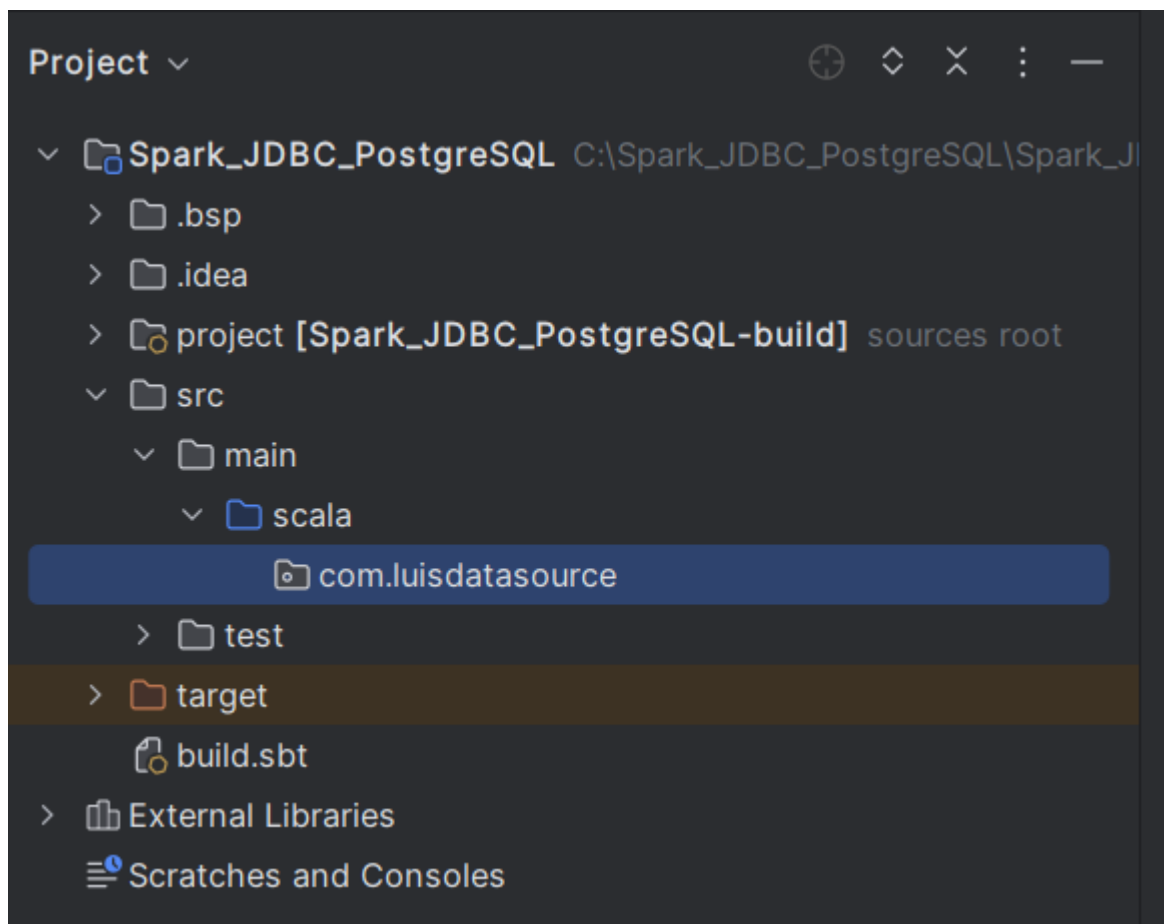 Project
Spark_JDBC_PostgreSQL C:\Spark_JDBC_PostgreSQL\Spark_J
.bsp
.idea
project [Spark_JDBC_PostgreSQL-build] sources root
src
main
scala
com.luisdatasource
test
target
build.sbt
External Libraries
Scratches and Consoles